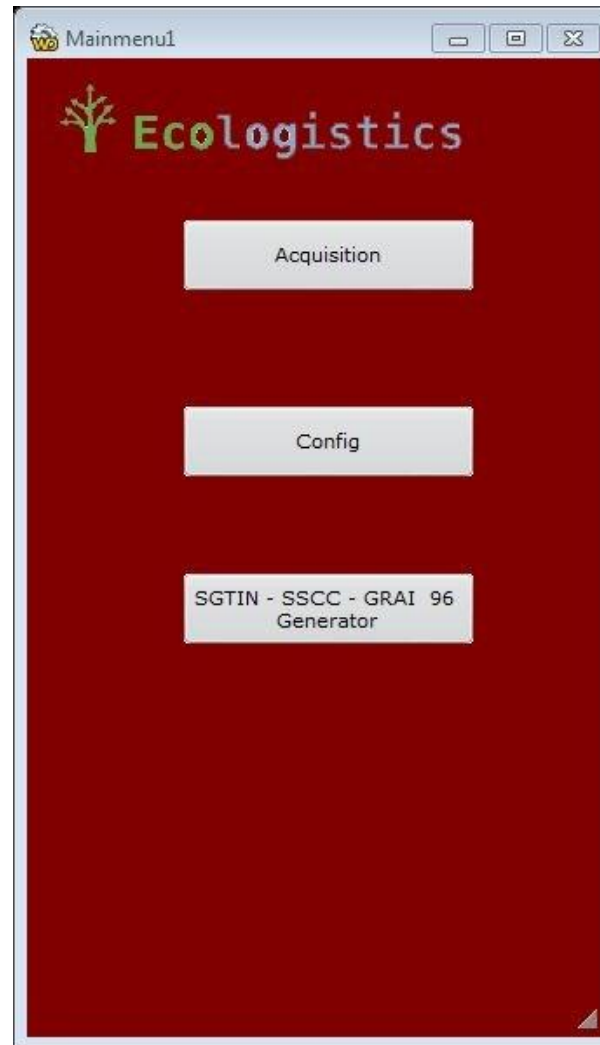 Mainmenu1
Ecologistics
Acquisition
Config
SGTIN - SSCC - GRAI 96
Generator